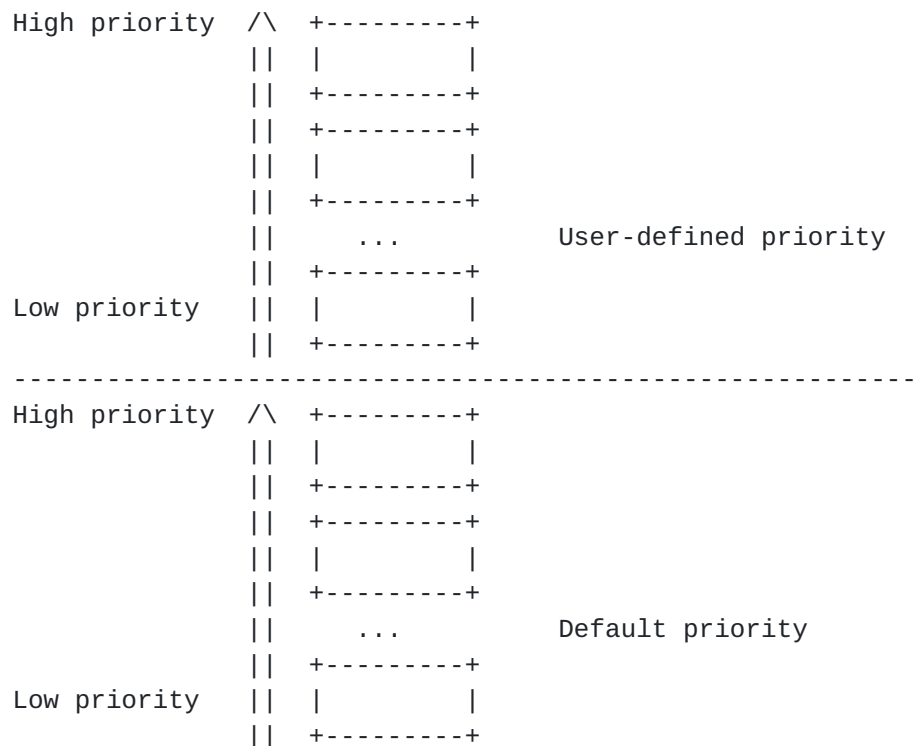 High priority  /\  +---------+
               ||  |         |
               ||  +---------+
               ||  +---------+
               ||  |         |
               ||  +---------+
               ||     ...          User-defined priority
               ||  +---------+
Low priority   ||  |         |
               ||  +---------+
----------------------------------------------------------
High priority  /\  +---------+
               ||  |         |
               ||  +---------+
               ||  +---------+
               ||  |         |
               ||  +---------+
               ||     ...          Default priority
               ||  +---------+
Low priority   ||  |         |
               ||  +---------+